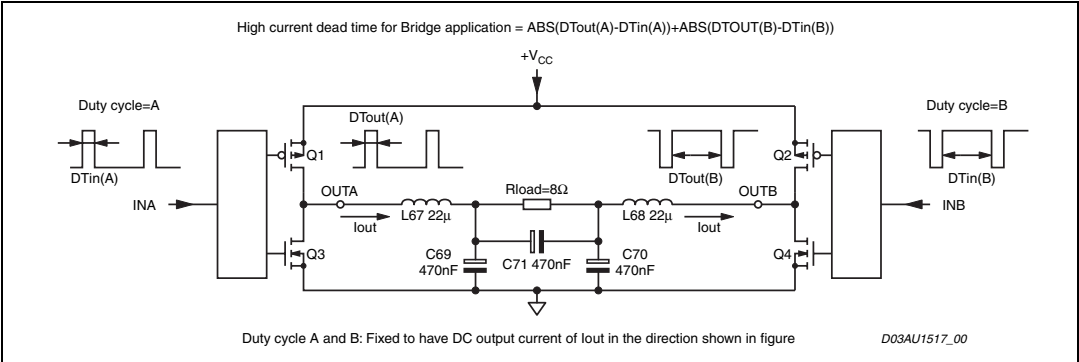 High current dead time for Bridge application = ABS(DTout(A)-DTin(A))+ABS(DTOUT(B)-DTin(B))
+VCC
Duty cycle=A
DTout(A)
Duty cycle=B
Q1
Q2
DTin(A)
DTout(B)
DTin(B)
OUTA
Rload=8Ω
OUTB
INA
INB
Iout
L67 22µ
L68 22µ
Iout
Q3
C69
470nF
C71 470nF
C70
470nF
Q4
Duty cycle A and B: Fixed to have DC output current of Iout in the direction shown in figure
D03AU1517_00